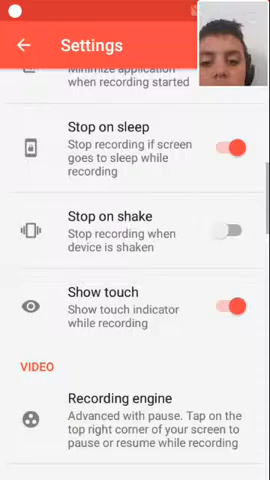 Settings
Minimize application
when recording started
Stop on sleep
Stop recording if screen
goes to sleep while
recording
Stop on shake
Stop recording when
device is shaken
Show touch
Show touch indicator
while recording
VIDEO
Recording engine
Advanced with pause. Tap on the
top right corner of your screen to
pause or resume while recording